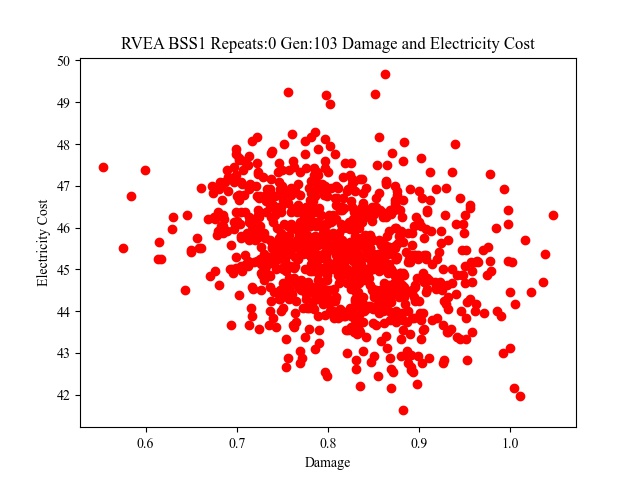 RVEA BSS1 Repeats:0 Gen:103 Damage and Electricity Cost
50
49
48
47
46
45
44
43
42
Electricity Cost
0.6 0.7 0.8 0.9 1.0
Damage